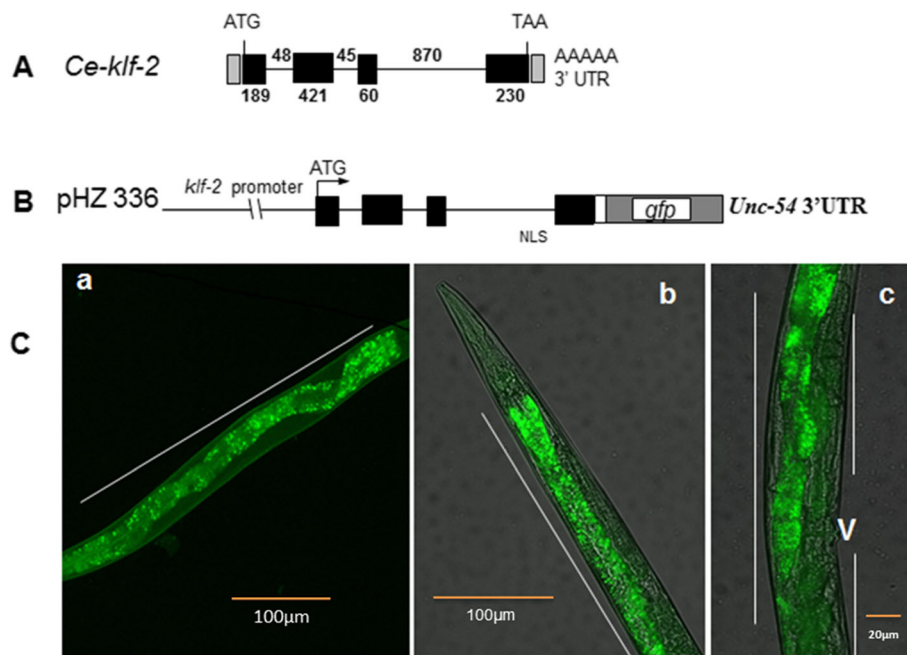 ATG TAA
A Ce-klf-2 48 45 870 AAAAA
3' UTR
189 421 60 230
ATG
B pHZ 336 klf-2 promoter gfp Unc-54 3'UTR
NLS
C a b c
V
100µm 100µm 20µm